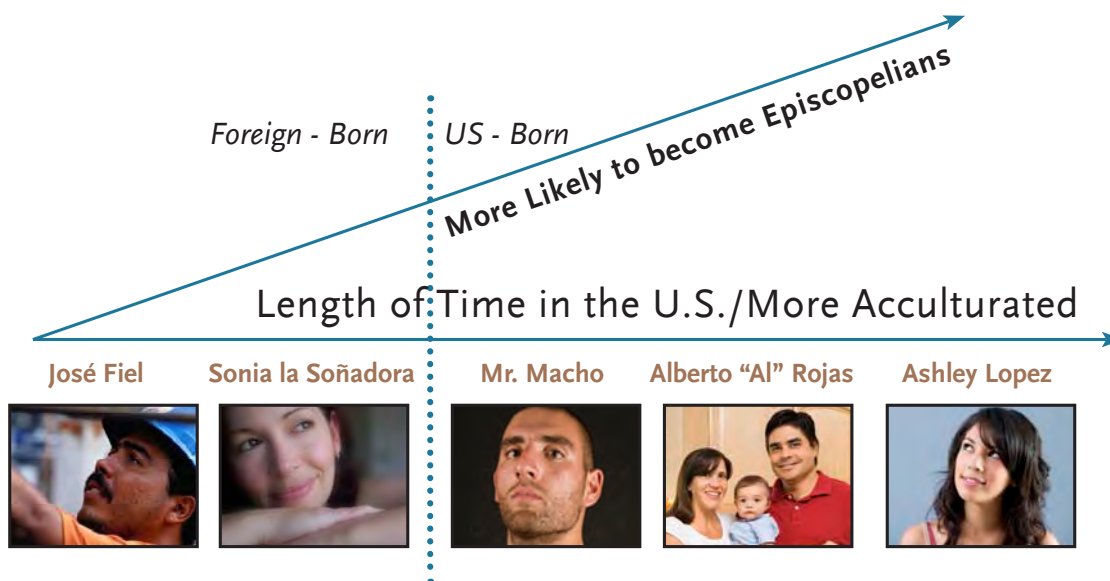 Foreign - Born
US - Born
More Likely to become Episcopelians
Length of Time in the U.S./More Acculturated
José Fiel
Sonia la Soñadora
Mr. Macho
Alberto “Al” Rojas
Ashley Lopez